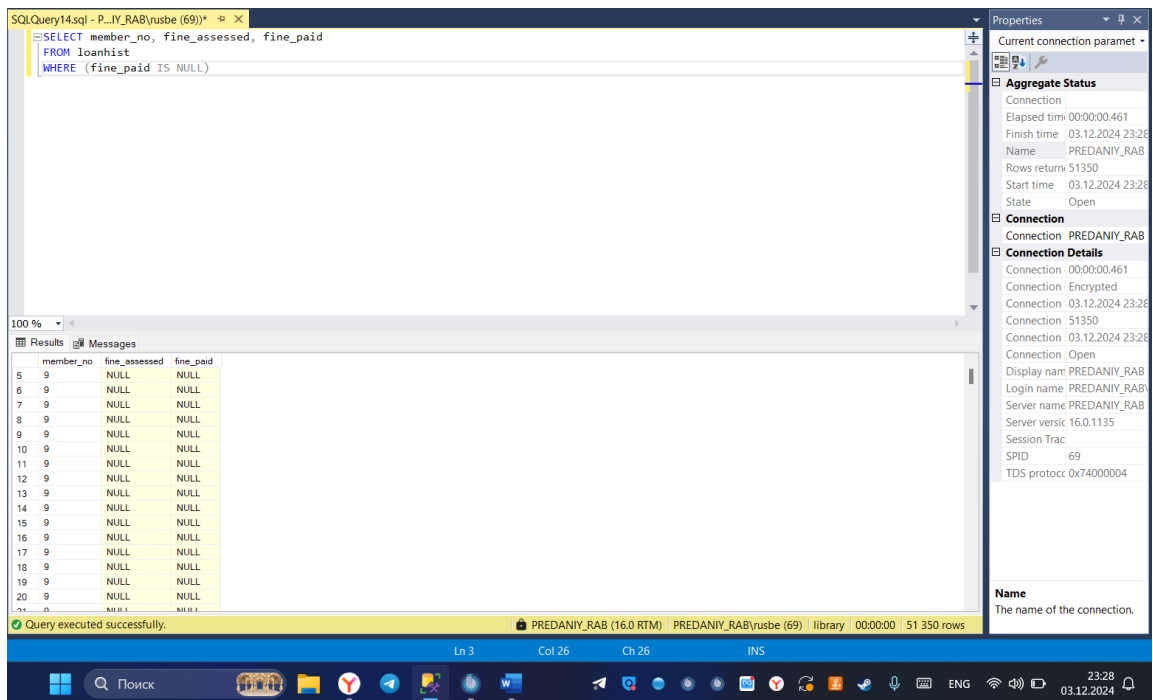 SQLQuery14.sql - P...IY_RAB\rusbe (69))*
SELECT member_no, fine_assessed, fine_paid
FROM loanhist
WHERE (fine_paid IS NULL)
100 %
Results Messages
member_no fine_assessed fine_paid
5 9 NULL NULL
6 9 NULL NULL
7 9 NULL NULL
8 9 NULL NULL
9 9 NULL NULL
10 9 NULL NULL
11 9 NULL NULL
12 9 NULL NULL
13 9 NULL NULL
14 9 NULL NULL
15 9 NULL NULL
16 9 NULL NULL
17 9 NULL NULL
18 9 NULL NULL
19 9 NULL NULL
20 9 NULL NULL
21 9 NULL NULL
Query executed successfully.
PREDANIY_RAB (16.0 RTM) PREDANIY_RAB\rusbe (69) library 00:00:00 51 350 rows
Properties
Current connection paramet
Aggregate Status
Connection
Elapsed tim 00:00:00.461
Finish time 03.12.2024 23:28
Name PREDANIY_RAB
Rows return 51350
Start time 03.12.2024 23:28
State Open
Connection
Connection PREDANIY_RAB
Connection Details
Connection 00:00:00.461
Connection Encrypted
Connection 03.12.2024 23:28
Connection 51350
Connection 03.12.2024 23:28
Connection Open
Display nam PREDANIY_RAB
Login name PREDANIY_RAB\
Server name PREDANIY_RAB
Server versic 16.0.1135
Session Trac
SPID 69
TDS protocc 0x74000004
Name
The name of the connection.
Ln 3 Col 26 Ch 26 INS
Поиск
ENG
23:28
03.12.2024